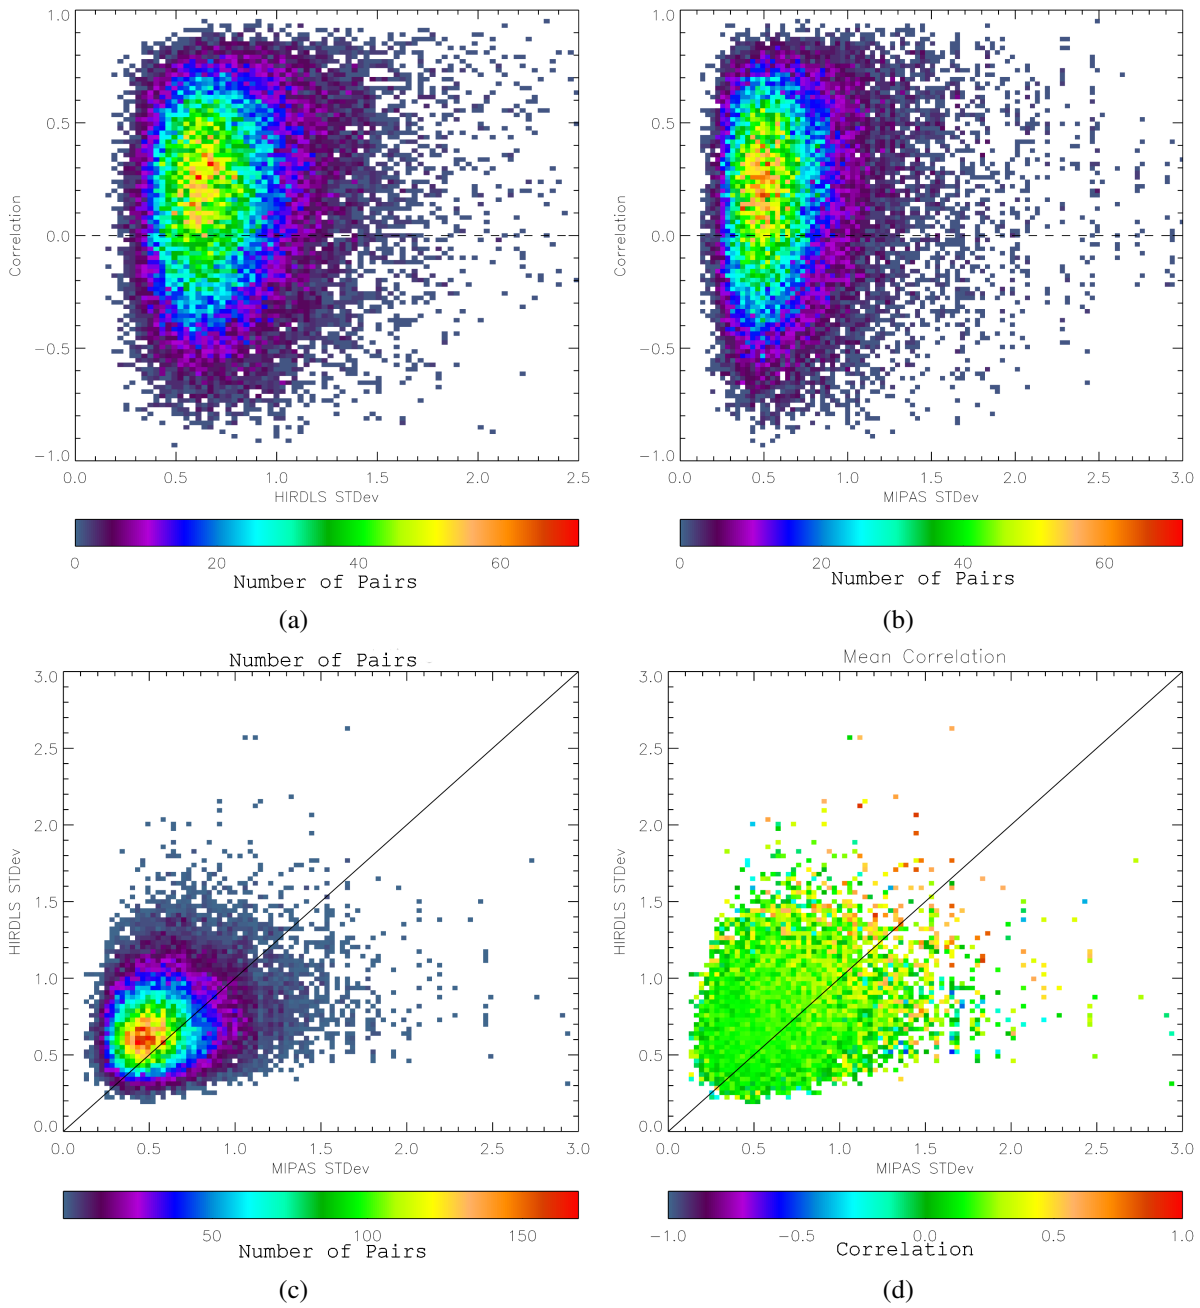 1.0
0.5
0.0
−0.5
−1.0
Correlation
0.0 0.5 1.0 1.5 2.0 2.5
HIRDLS STDev
0 20 40 60
Number of Pairs
(a)
1.0
0.5
0.0
−0.5
−1.0
Correlation
0.0 0.5 1.0 1.5 2.0 2.5 3.0
MIPAS STDev
0 20 40 60
Number of Pairs
(b)
Number of Pairs
3.0
2.5
2.0
1.5
1.0
0.5
0.0
HIRDLS STDev
0.0 0.5 1.0 1.5 2.0 2.5 3.0
MIPAS STDev
50 100 150
Number of Pairs
(c)
Mean Correlation
3.0
2.5
2.0
1.5
1.0
0.5
0.0
HIRDLS STDev
0.0 0.5 1.0 1.5 2.0 2.5 3.0
MIPAS STDev
−1.0 −0.5 0.0 0.5 1.0
Correlation
(d)